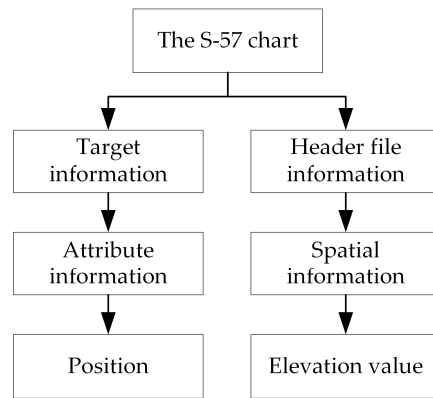 The S-57 chart
Target
information
Header file
information
Attribute
information
Spatial
information
Position
Elevation value